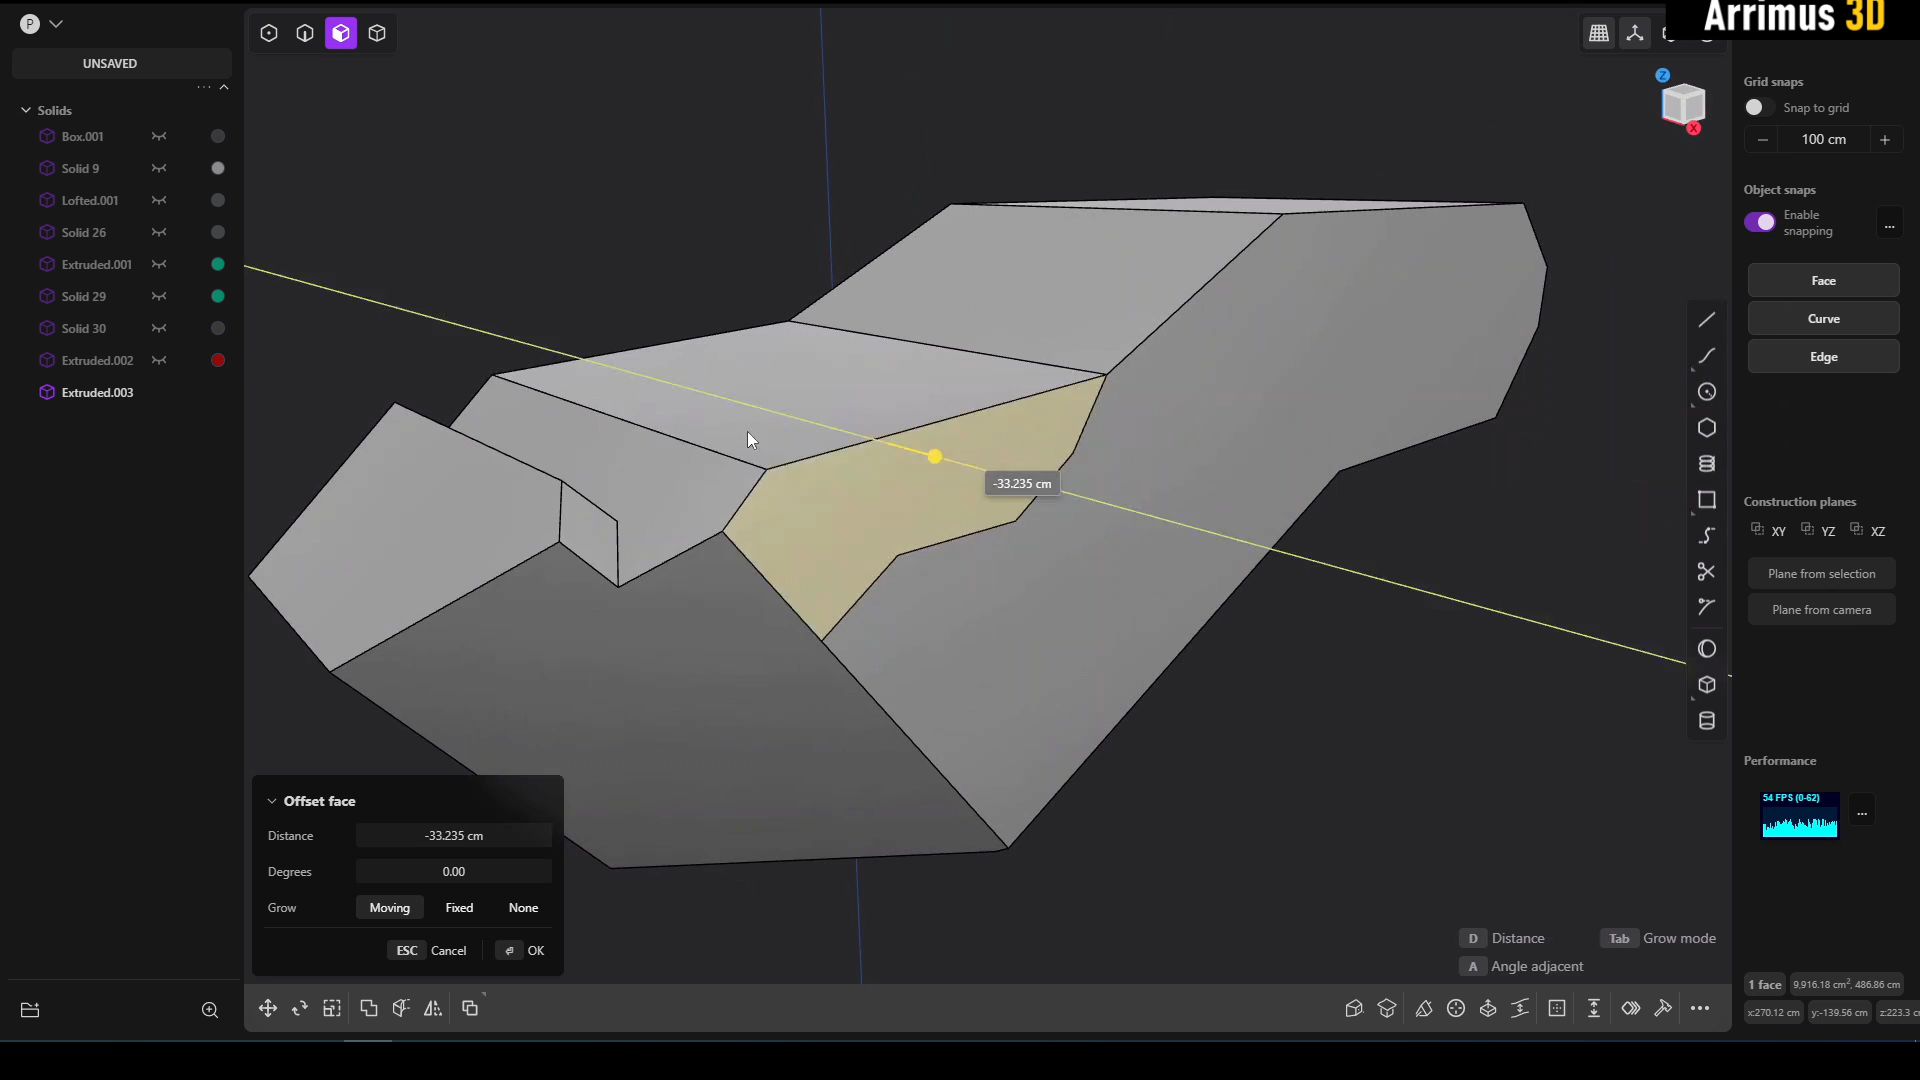 P
UNSAVED
Solids
Box.001
Solid 9
Lofted.001
Solid 26
Extruded.001
Solid 29
Solid 30
Extruded.002
Extruded.003
Arrimus 3D
Z
X
-33.235 cm
Offset face
Distance
-33.235 cm
Degrees
0.00
Grow
Moving
Fixed
None
ESC Cancel
OK
D Distance
Tab Grow mode
A Angle adjacent
Grid snaps
Snap to grid
100 cm
Object snaps
Enable
snapping
...
Face
Curve
Edge
Construction planes
XY
YZ
XZ
Plane from selection
Plane from camera
Performance
54 FPS (0-62)
...
1 face
9,916.18 cm², 486.86 cm
x:270.12 cm
y:-139.56 cm
z:223.3